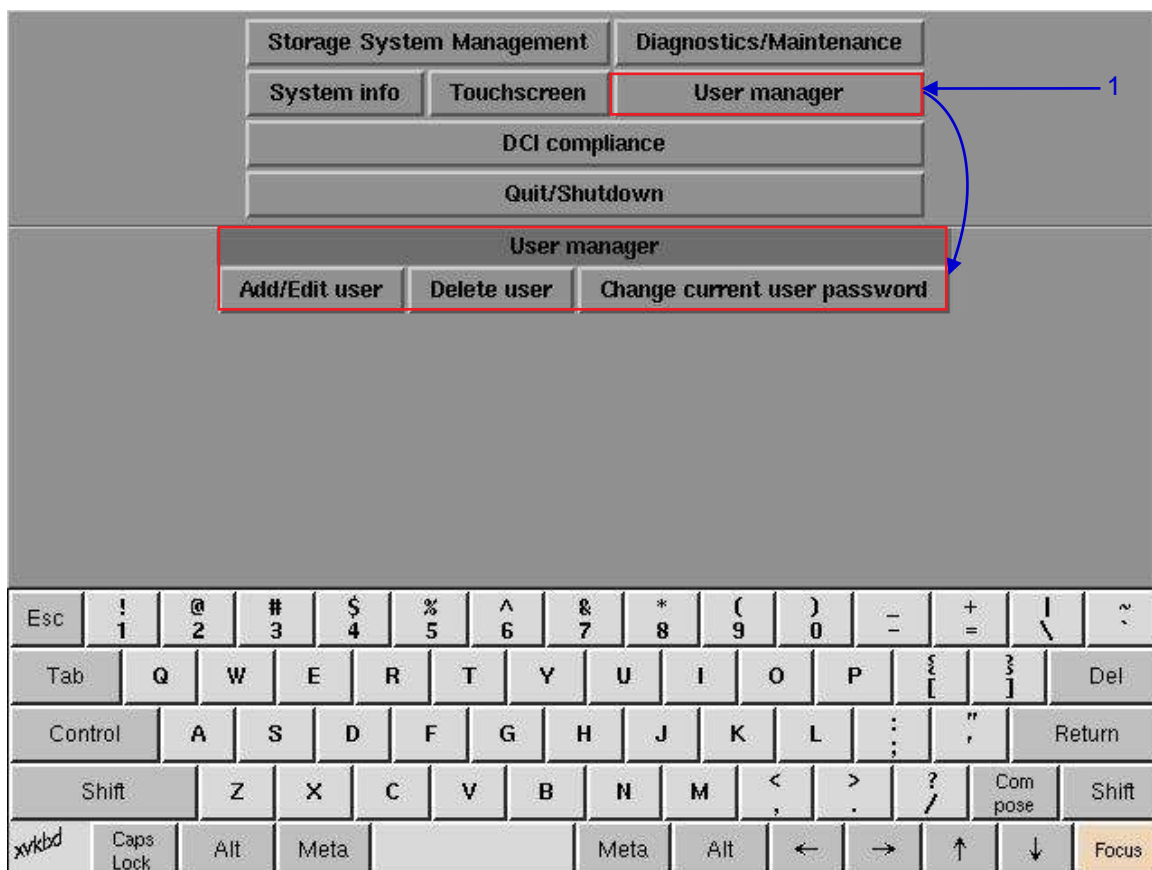 Storage System Management Diagnostics/Maintenance
System info Touchscreen User manager 1
DCI compliance
Quit/Shutdown
User manager
Add/Edit user Delete user Change current user password
Esc ! 1 @ 2 # 3 $ 4 % 5 ^ 6 & 7 * 8 ( 9 ) 0 _ - + = | \ ~ `
Tab Q W E R T Y U I O P { [ } ] Del
Control A S D F G H J K L : ; " ' Return
Shift Z X C V B N M < , > . ? / Com pose Shift
xvkbd Caps Lock Alt Meta Meta Alt ← → ↑ ↓ Focus